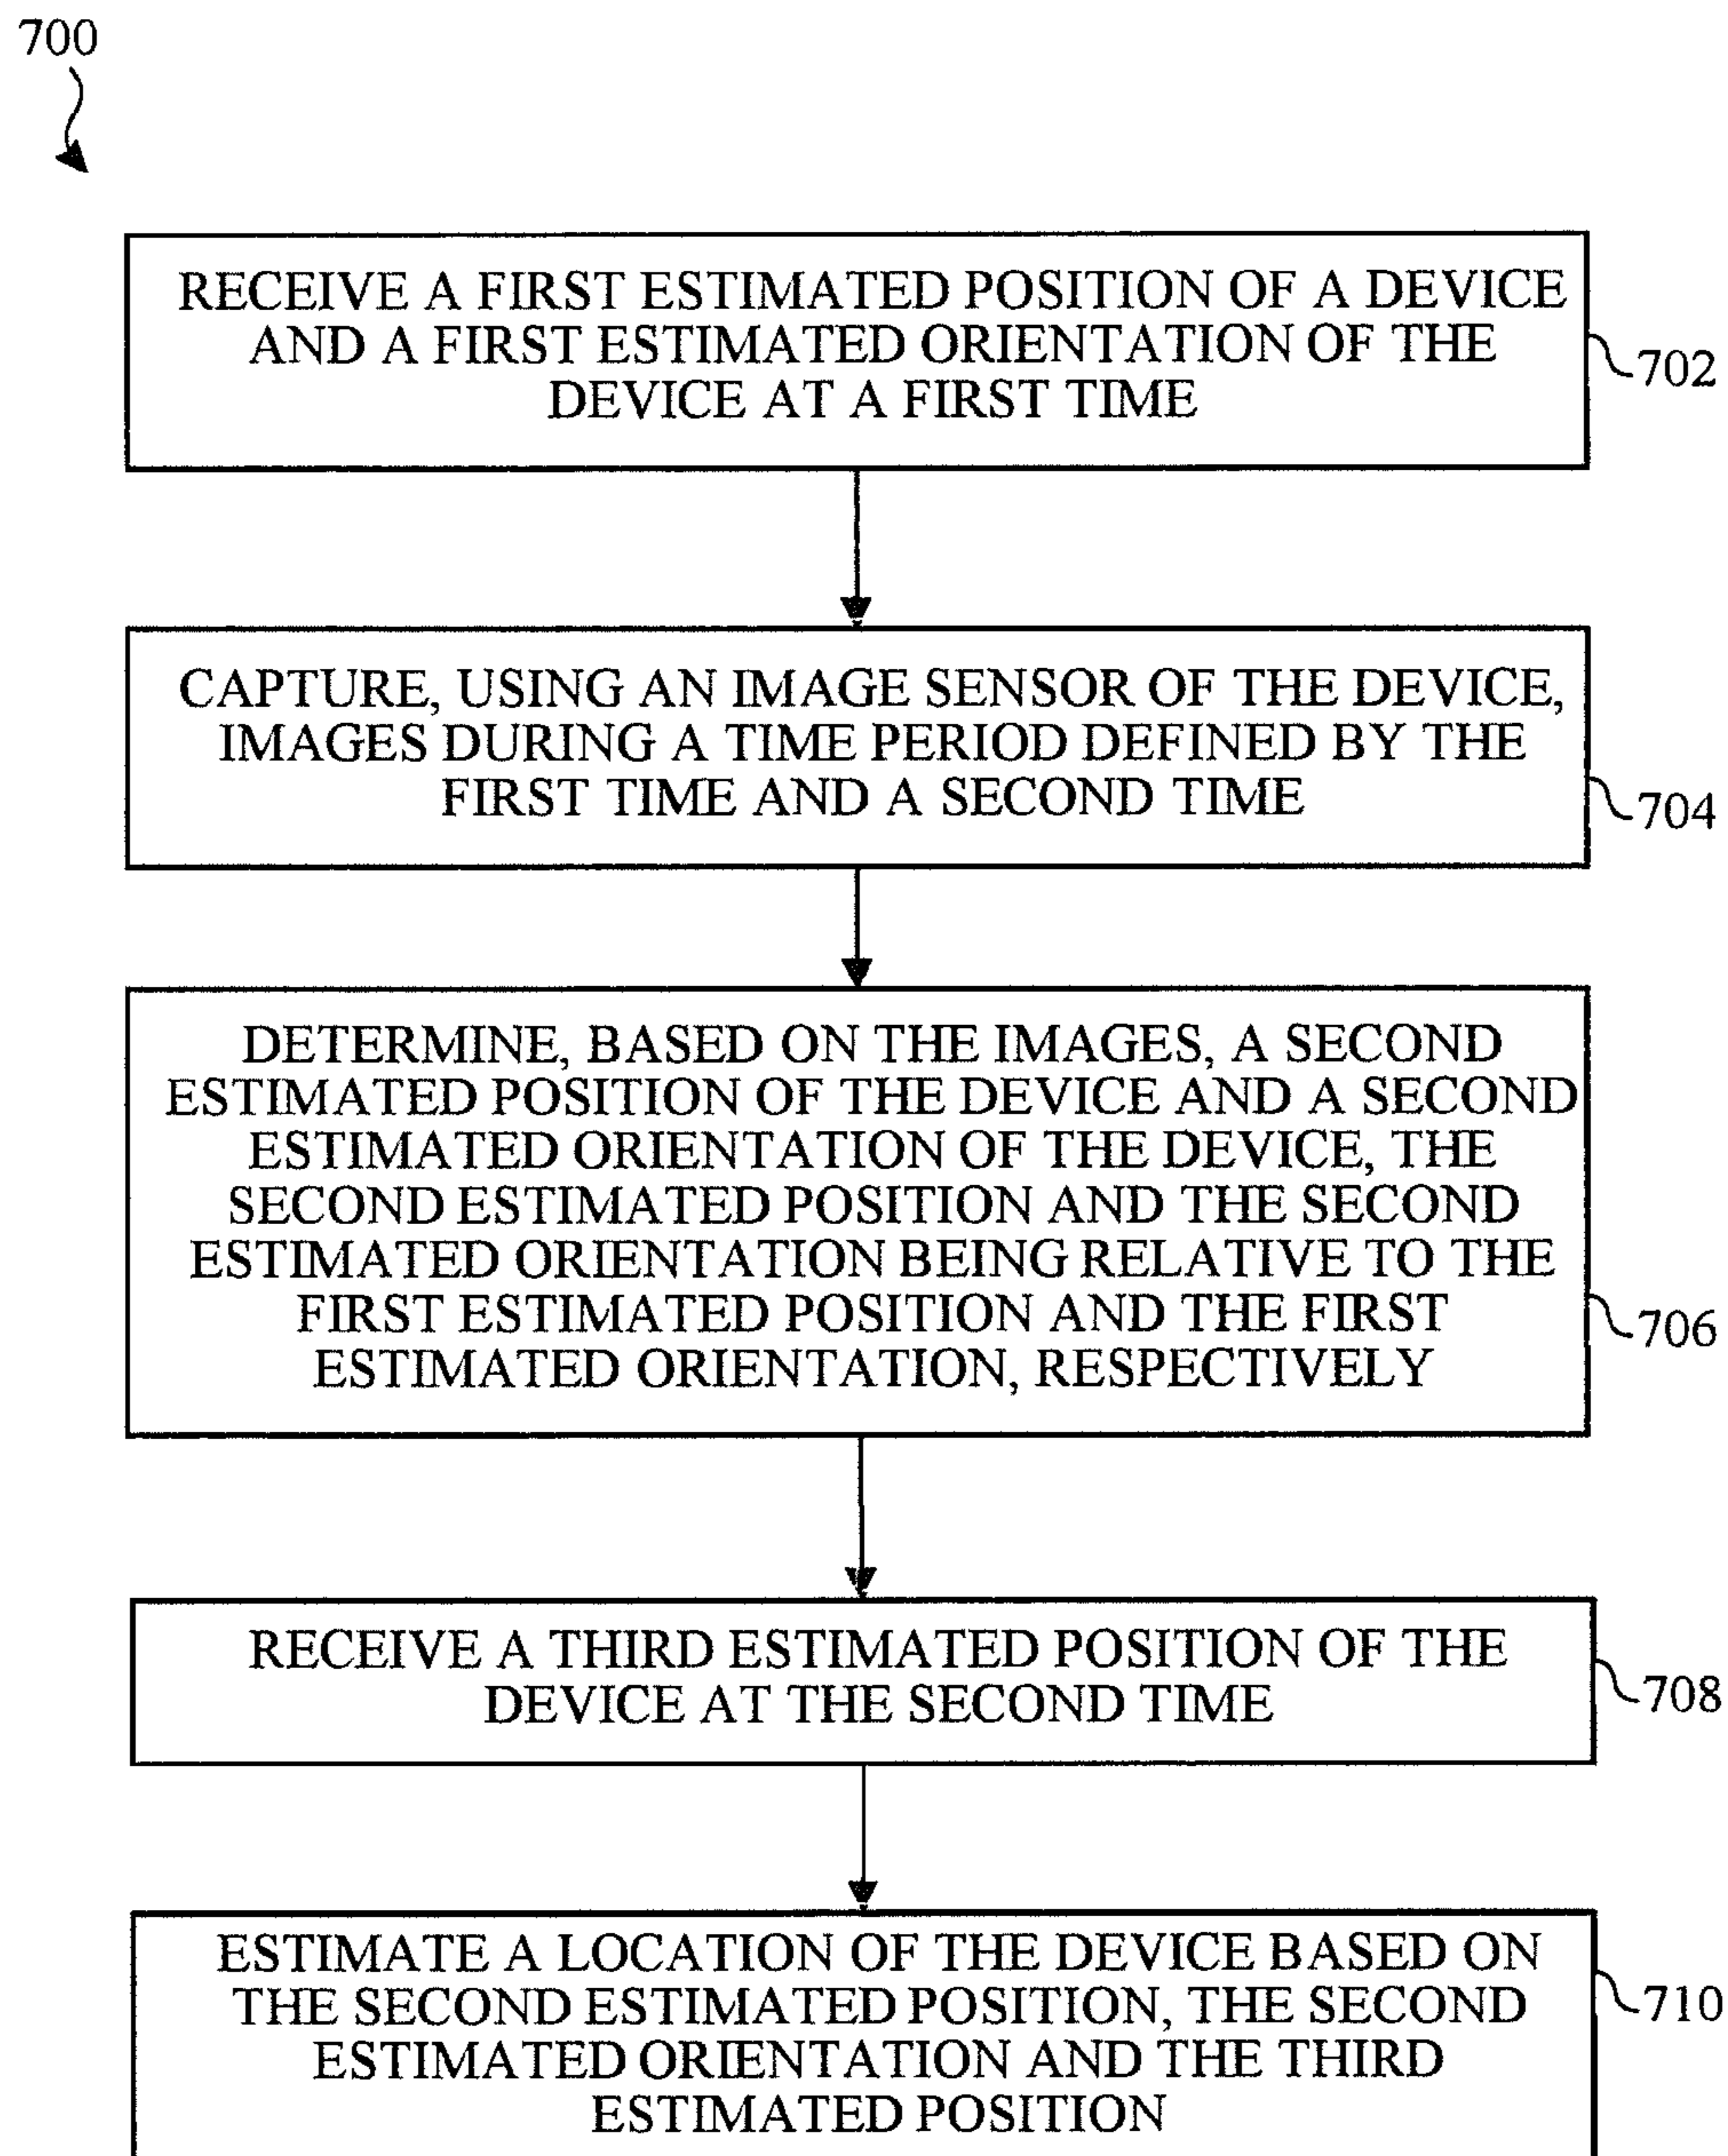 700
RECEIVE A FIRST ESTIMATED POSITION OF A DEVICE
AND A FIRST ESTIMATED ORIENTATION OF THE
DEVICE AT A FIRST TIME
702
CAPTURE, USING AN IMAGE SENSOR OF THE DEVICE,
IMAGES DURING A TIME PERIOD DEFINED BY THE
FIRST TIME AND A SECOND TIME
704
DETERMINE, BASED ON THE IMAGES, A SECOND
ESTIMATED POSITION OF THE DEVICE AND A SECOND
ESTIMATED ORIENTATION OF THE DEVICE, THE
SECOND ESTIMATED POSITION AND THE SECOND
ESTIMATED ORIENTATION BEING RELATIVE TO THE
FIRST ESTIMATED POSITION AND THE FIRST
ESTIMATED ORIENTATION, RESPECTIVELY
706
RECEIVE A THIRD ESTIMATED POSITION OF THE
DEVICE AT THE SECOND TIME
708
ESTIMATE A LOCATION OF THE DEVICE BASED ON
THE SECOND ESTIMATED POSITION, THE SECOND
ESTIMATED ORIENTATION AND THE THIRD
ESTIMATED POSITION
710